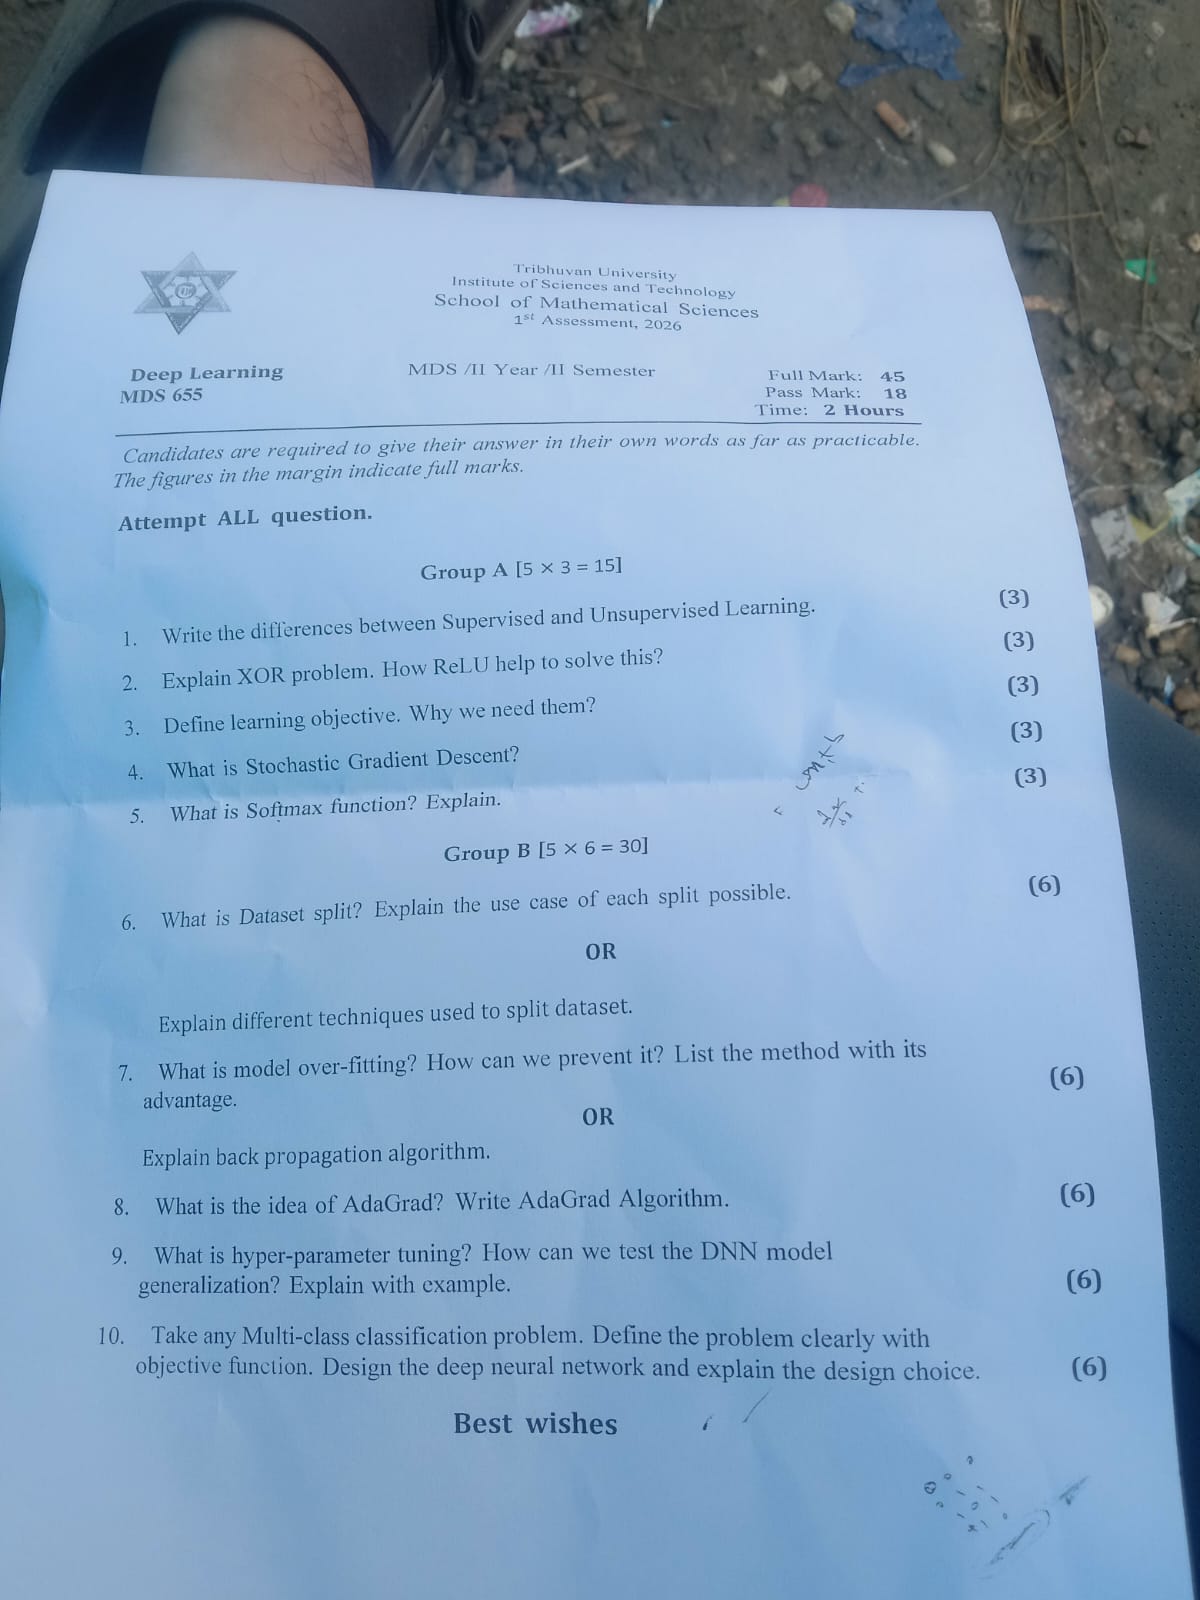 Tribhuvan University
Institute of Sciences and Technology
School of Mathematical Sciences
1st Assessment, 2026
Deep Learning
MDS 655
MDS /II Year /II Semester
Full Mark: 45
Pass Mark: 18
Time: 2 Hours
Candidates are required to give their answer in their own words as far as practicable.
The figures in the margin indicate full marks.
Attempt ALL question.
Group A [5 × 3 = 15]
1. Write the differences between Supervised and Unsupervised Learning. (3)
2. Explain XOR problem. How ReLU help to solve this? (3)
3. Define learning objective. Why we need them? (3)
4. What is Stochastic Gradient Descent? (3)
5. What is Softmax function? Explain. (3)
Group B [5 × 6 = 30]
6. What is Dataset split? Explain the use case of each split possible. (6)
OR
Explain different techniques used to split dataset.
7. What is model over-fitting? How can we prevent it? List the method with its
advantage. (6)
OR
Explain back propagation algorithm.
8. What is the idea of AdaGrad? Write AdaGrad Algorithm. (6)
9. What is hyper-parameter tuning? How can we test the DNN model
generalization? Explain with example. (6)
10. Take any Multi-class classification problem. Define the problem clearly with
objective function. Design the deep neural network and explain the design choice. (6)
Best wishes